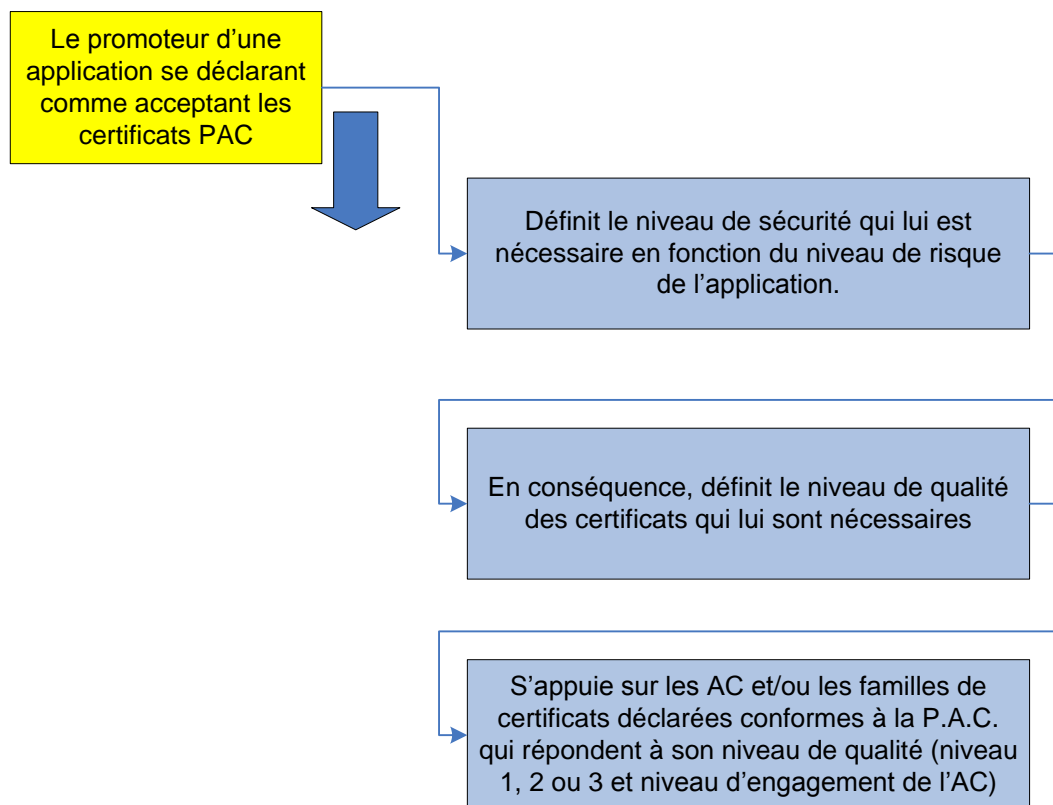 Le promoteur d’une
application se déclarant
comme acceptant les
certificats PAC
Définit le niveau de sécurité qui lui est
nécessaire en fonction du niveau de risque
de l’application.
En conséquence, définit le niveau de qualité
des certificats qui lui sont nécessaires
S’appuie sur les AC et/ou les familles de
certificats déclarées conformes à la P.A.C.
qui répondent à son niveau de qualité (niveau
1, 2 ou 3 et niveau d’engagement de l’AC)